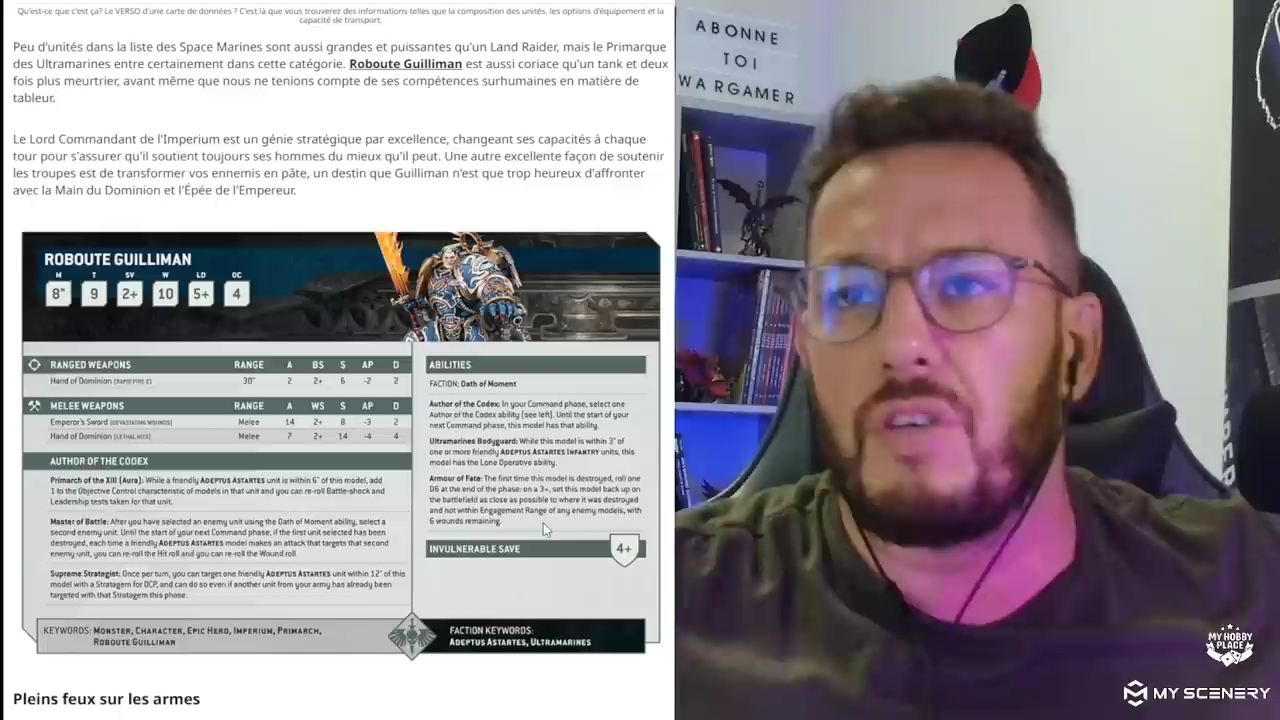 Qu'est-ce que c'est ça? Le VERSO d'une carte de données ? C'est là que vous trouverez des informations telles que la composition des unités, les options d'équipement et la
capacité de transport.
Peu d'unités dans la liste des Space Marines sont aussi grandes et puissantes qu'un Land Raider, mais le Primarque
des Ultramarines entre certainement dans cette catégorie. Roboute Guilliman est aussi coriace qu'un tank et deux
fois plus meurtrier, avant même que nous ne tenions compte de ses compétences surhumaines en matière de
tableur.
Le Lord Commandant de l'Imperium est un génie stratégique par excellence, changeant ses capacités à chaque
tour pour s'assurer qu'il soutient toujours ses hommes du mieux qu'il peut. Une autre excellente façon de soutenir
les troupes est de transformer vos ennemis en pâte, un destin que Guilliman n'est que trop heureux d'affronter
avec la Main du Dominion et l'Épée de l'Empereur.
ROBOUTE GUILLIMAN
M T SV W LD OC
8" 9 2+ 10 5+ 4
RANGED WEAPONS RANGE A BS S AP D
Hand of Dominion [RAPID FIRE 2] 30" 2 2+ 6 -2 2
MELEE WEAPONS RANGE A WS S AP D
Emperor's Sword [DEVASTATING WOUNDS] Melee 14 2+ 8 -3 2
Hand of Dominion [LETHAL HITS] Melee 7 2+ 14 -4 4
AUTHOR OF THE CODEX
Primarch of the XIII (Aura): While a friendly ADEPTUS ASTARTES unit is within 6" of this model, add
1 to the Objective Control characteristic of models in that unit and you can re-roll Battle-shock and
Leadership tests taken for that unit.
Master of Battle: After you have selected an enemy unit using the Oath of Moment ability, select a
second enemy unit. Until the start of your next Command phase, if the first unit selected has been
destroyed, each time a friendly ADEPTUS ASTARTES model makes an attack that targets that second
enemy unit, you can re-roll the Hit roll and you can re-roll the Wound roll
Supreme Strategist: Once per turn, you can target one friendly ADEPTUS ASTARTES unit within 12" of this
model with a Stratagem for 0CP, and can do so even if another unit from your army has already been
targeted with that Stratagem this phase.
ABILITIES
FACTION: Oath of Moment
Author of the Codex: In your Command phase, select one
Author of the Codex ability (see left). Until the start of your
next Command phase, this model has that ability.
Ultramarines Bodyguard: While this model is within 3" of
one or more friendly ADEPTUS ASTARTES INFANTRY units, this
model has the Lone Operative ability.
Armour of Fate: The first time this model is destroyed, roll one
D6 at the end of the phase: on a 3+, set this model back up on
the battlefield as close as possible to where it was destroyed
and not within Engagement Range of any enemy models, with
6 wounds remaining.
INVULNERABLE SAVE 4+
KEYWORDS: MONSTER, CHARACTER, EPIC HERO, IMPERIUM, PRIMARCH,
ROBOUTE GUILLIMAN
FACTION KEYWORDS:
ADEPTUS ASTARTES, ULTRAMARINES
Pleins feux sur les armes
ABONNE
TOI
WARGAMER
MY HOBBY
PLACE
MY SCENERY